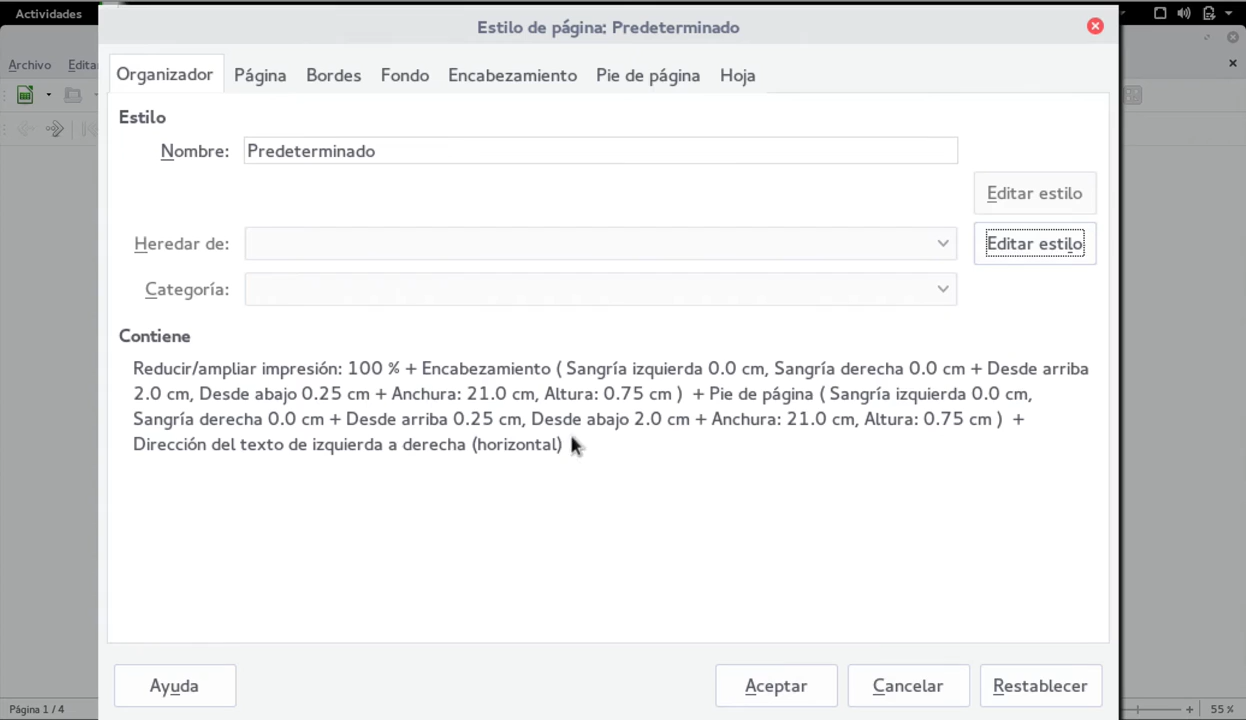 Actividades
Estilo de página: Predeterminado
Archivo Editar
Organizador Página Bordes Fondo Encabezamiento Pie de página Hoja
Estilo
Nombre: Predeterminado
Editar estilo
Heredar de: Editar estilo
Categoría:
Contiene
Reducir/ampliar impresión: 100 % + Encabezamiento ( Sangría izquierda 0.0 cm, Sangría derecha 0.0 cm + Desde arriba
2.0 cm, Desde abajo 0.25 cm + Anchura: 21.0 cm, Altura: 0.75 cm ) + Pie de página ( Sangría izquierda 0.0 cm,
Sangría derecha 0.0 cm + Desde arriba 0.25 cm, Desde abajo 2.0 cm + Anchura: 21.0 cm, Altura: 0.75 cm ) +
Dirección del texto de izquierda a derecha (horizontal)
Ayuda Aceptar Cancelar Restablecer
Página 1 / 4 55 %